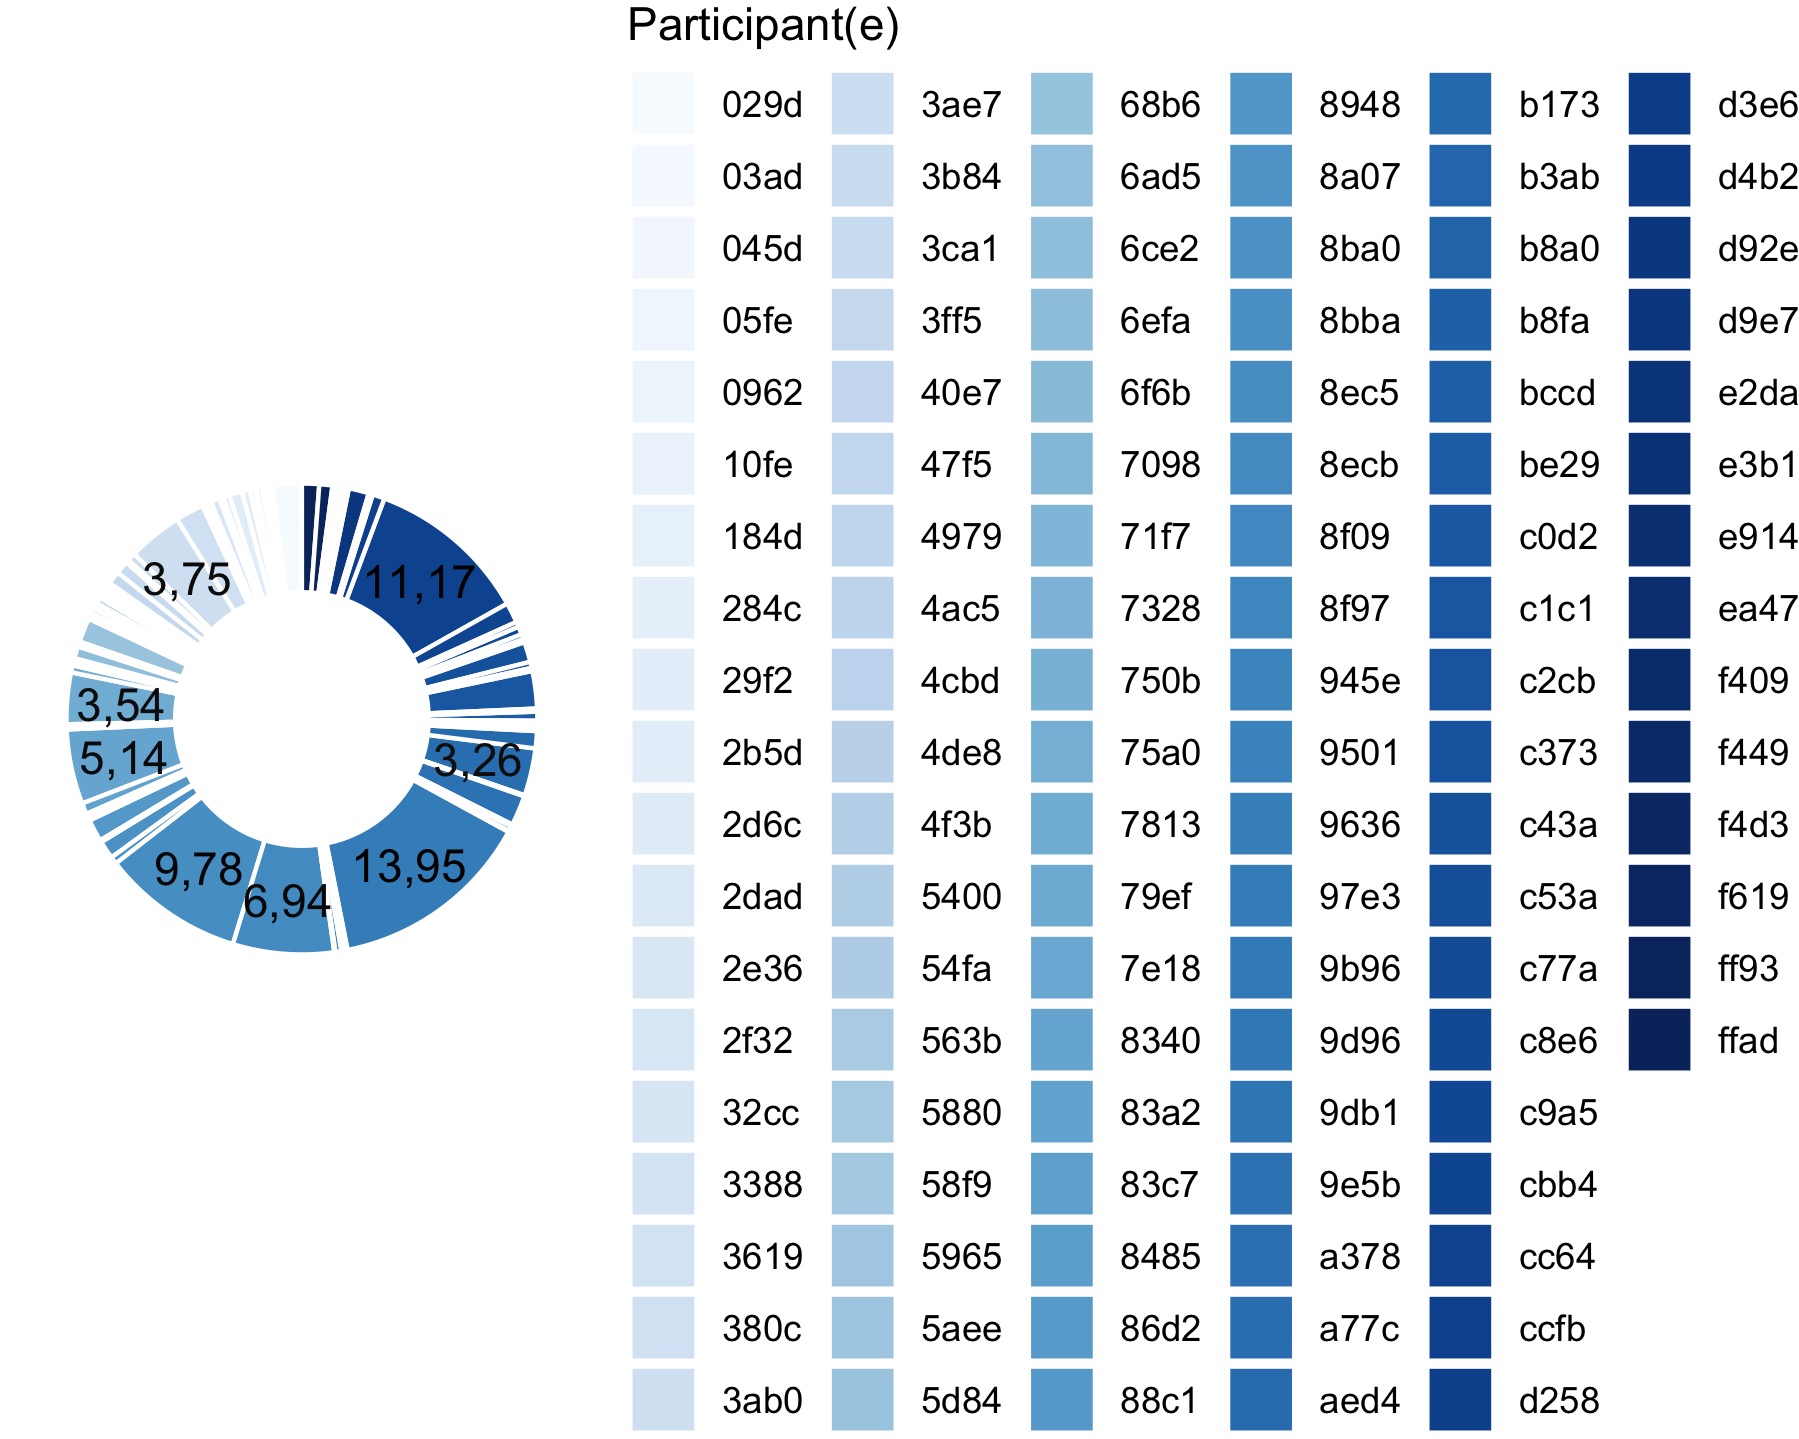 Participant(e)
029d 3ae7 68b6 8948 b173 d3e6
03ad 3b84 6ad5 8a07 b3ab d4b2
045d 3ca1 6ce2 8ba0 b8a0 d92e
05fe 3ff5 6efa 8bba b8fa d9e7
0962 40e7 6f6b 8ec5 bccd e2da
10fe 47f5 7098 8ecb be29 e3b1
184d 4979 71f7 8f09 c0d2 e914
284c 4ac5 7328 8f97 c1c1 ea47
29f2 4cbd 750b 945e c2cb f409
2b5d 4de8 75a0 9501 c373 f449
2d6c 4f3b 7813 9636 c43a f4d3
2dad 5400 79ef 97e3 c53a f619
2e36 54fa 7e18 9b96 c77a ff93
2f32 563b 8340 9d96 c8e6 ffad
32cc 5880 83a2 9db1 c9a5
3388 58f9 83c7 9e5b cbb4
3619 5965 8485 a378 cc64
380c 5aee 86d2 a77c ccfb
3ab0 5d84 88c1 aed4 d258
3,75
11,17
3,54
5,14
3,26
9,78
6,94
13,95